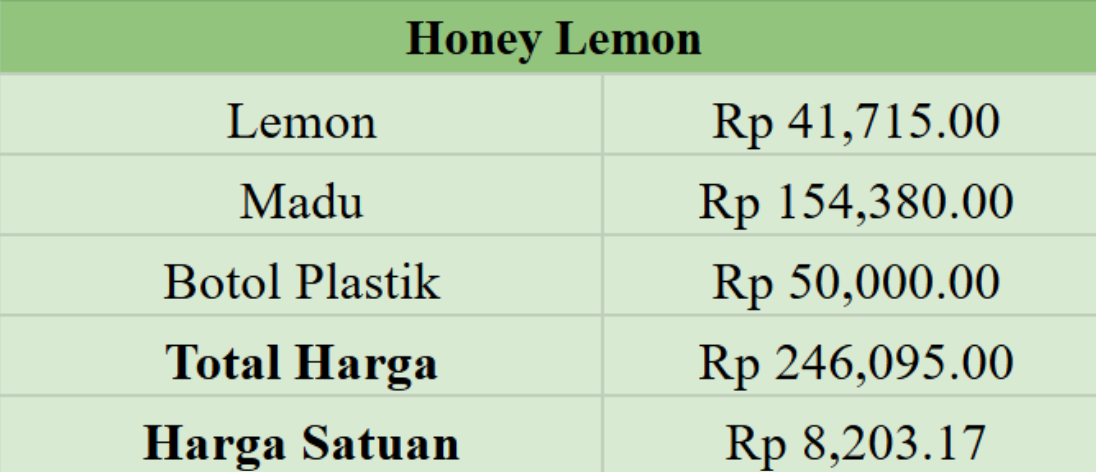 Honey Lemon
Lemon Rp 41,715.00
Madu Rp 154,380.00
Botol Plastik Rp 50,000.00
Total Harga Rp 246,095.00
Harga Satuan Rp 8,203.17